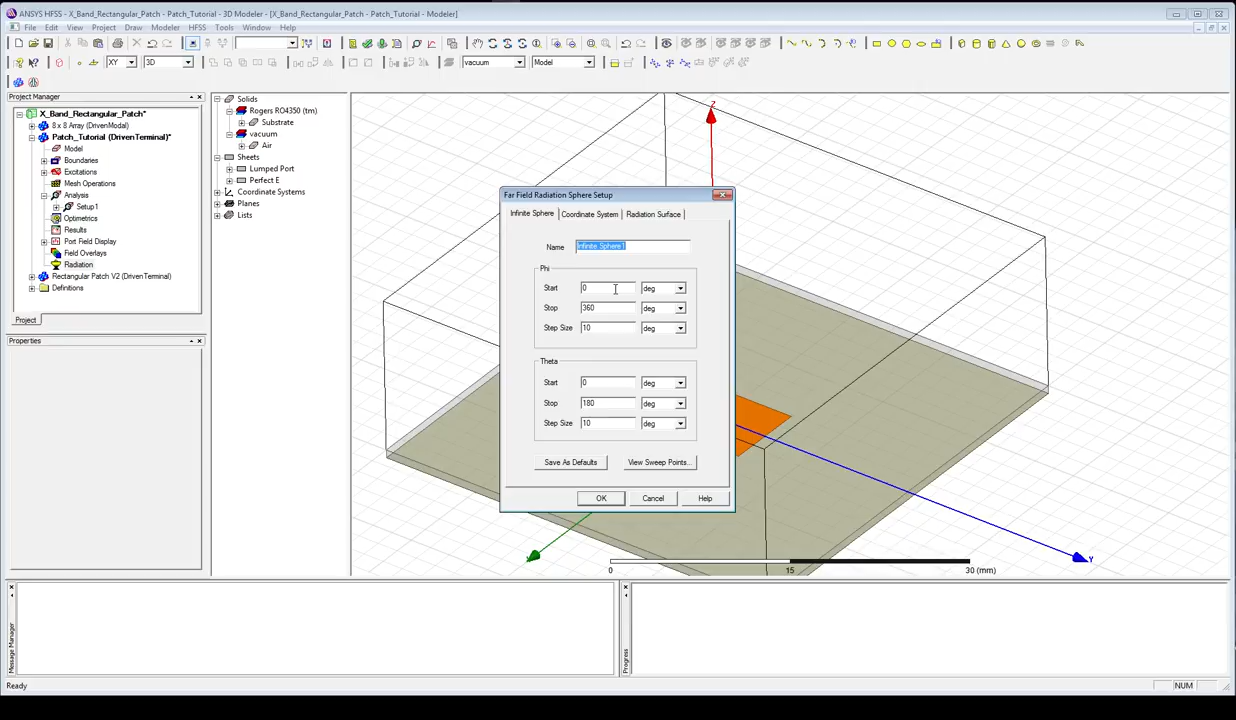 ANSYS HFSS - X_Band_Rectangular_Patch - Patch_Tutorial - 3D Modeler - [X_Band_Rectangular_Patch - Patch_Tutorial - Modeler]
File Edit View Project Draw Modeler HFSS Tools Window Help
XY 3D vacuum Model
Project Manager
X_Band_Rectangular_Patch*
8 x 8 Array (DrivenModal)
Patch_Tutorial (DrivenTerminal)*
Model
Boundaries
Excitations
Mesh Operations
Analysis
Setup1
Optimetrics
Results
Port Field Display
Field Overlays
Radiation
Rectangular Patch V2 (DrivenTerminal)
Definitions
Project
Properties
Solids
Rogers RO4350 (tm)
Substrate
vacuum
Air
Sheets
Lumped Port
Perfect E
Coordinate Systems
Planes
Lists
Z
Far Field Radiation Sphere Setup
Infinite Sphere Coordinate System Radiation Surface
Name Infinite Sphere1
Phi
Start 0 deg
Stop 360 deg
Step Size 10 deg
Theta
Start 0 deg
Stop 180 deg
Step Size 10 deg
Save As Defaults View Sweep Points...
OK Cancel Help
Y
0 15 30 (mm)
Message Manager
Progress
Ready NUM